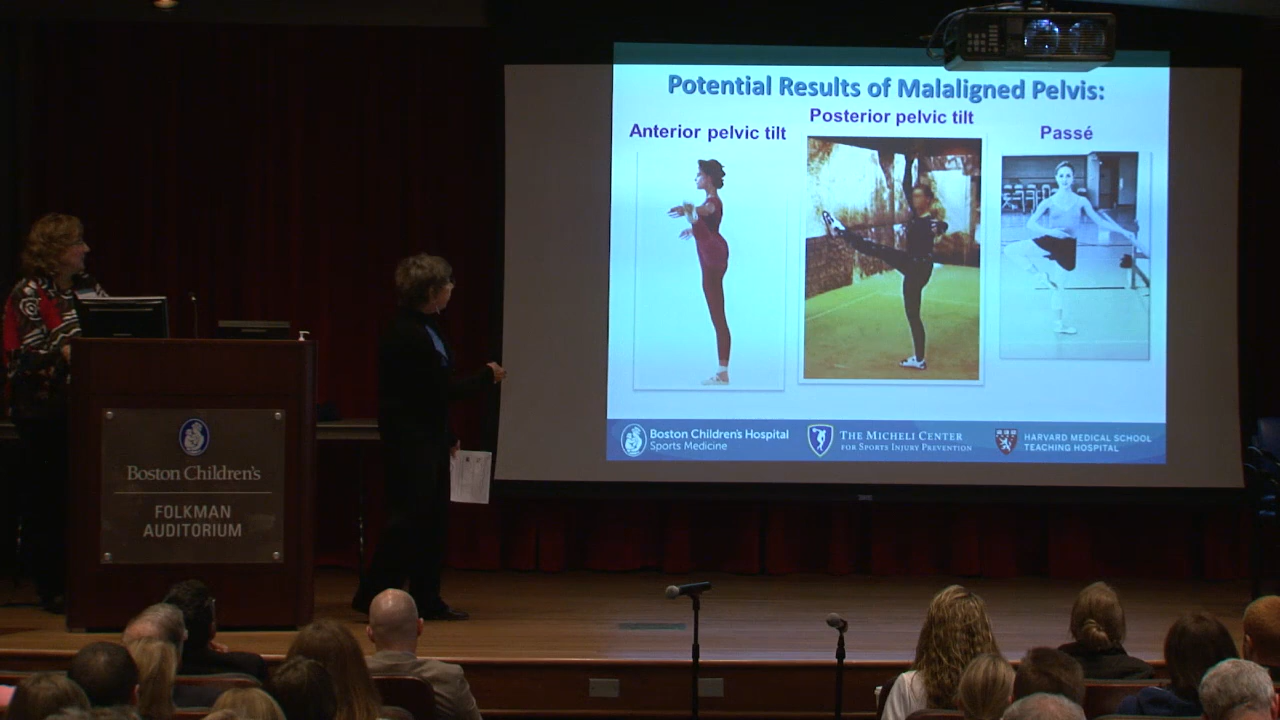 Potential Results of Malaligned Pelvis:
Anterior pelvic tilt
Posterior pelvic tilt
Passé
Boston Children's Hospital
Sports Medicine
THE MICHELI CENTER
FOR SPORTS INJURY PREVENTION
HARVARD MEDICAL SCHOOL
TEACHING HOSPITAL
Boston Children's
FOLKMAN
AUDITORIUM